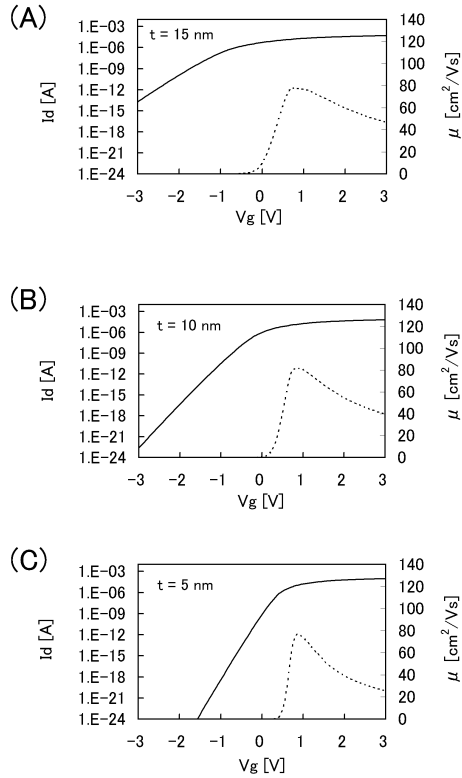 (A)
t = 15 nm
Id [A]
1.E−03
1.E−06
1.E−09
1.E−12
1.E−15
1.E−18
1.E−21
1.E−24
140
120
100
80
60
40
20
0
μ [cm²/Vs]
−3 −2 −1 0 1 2 3
Vg [V]
(B)
t = 10 nm
Id [A]
1.E−03
1.E−06
1.E−09
1.E−12
1.E−15
1.E−18
1.E−21
1.E−24
140
120
100
80
60
40
20
0
μ [cm²/Vs]
−3 −2 −1 0 1 2 3
Vg [V]
(C)
t = 5 nm
Id [A]
1.E−03
1.E−06
1.E−09
1.E−12
1.E−15
1.E−18
1.E−21
1.E−24
140
120
100
80
60
40
20
0
μ [cm²/Vs]
−3 −2 −1 0 1 2 3
Vg [V]